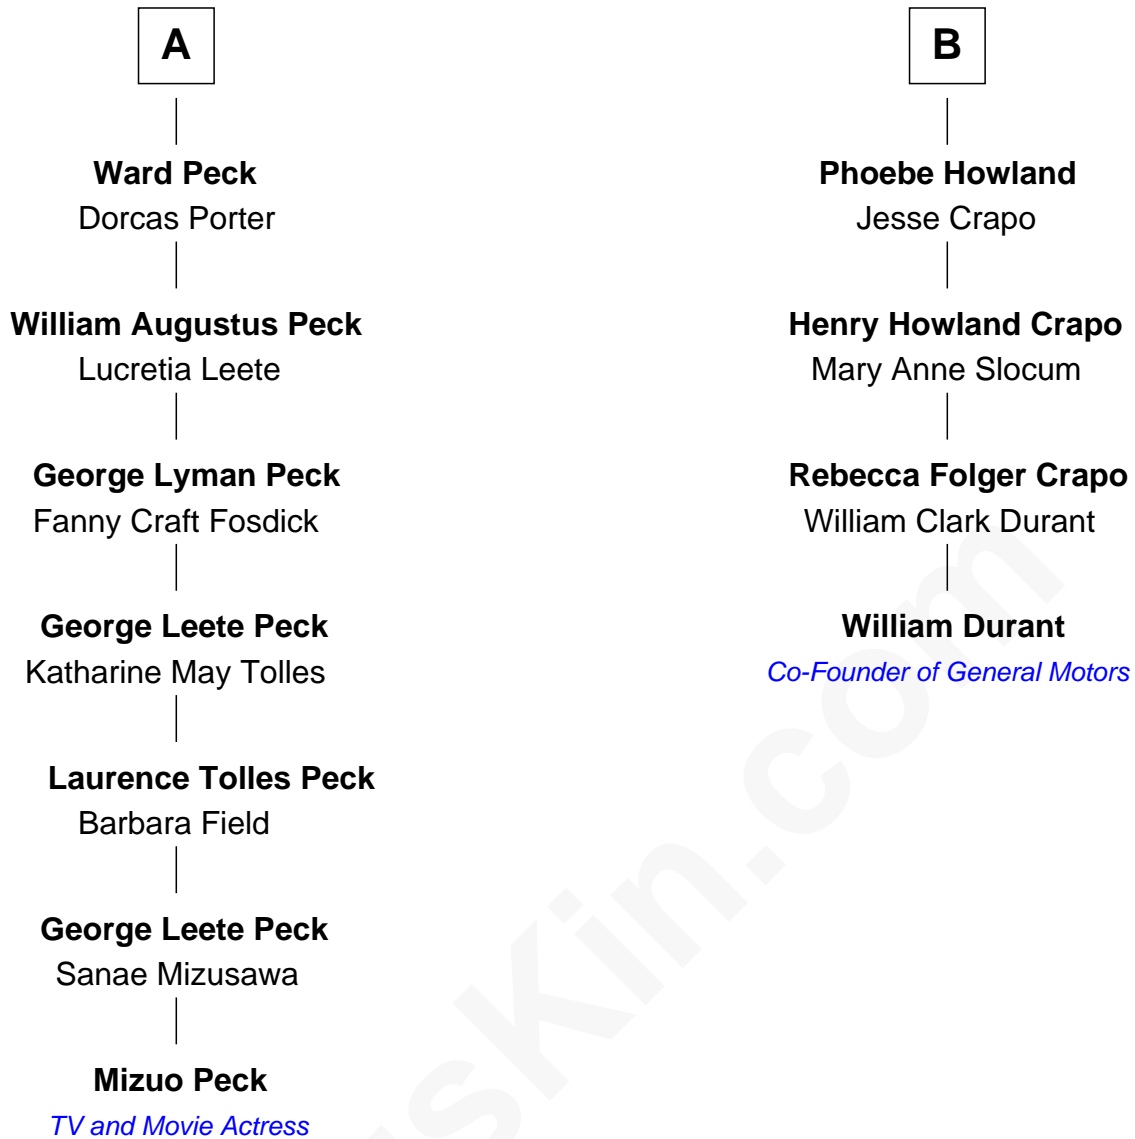 A
Ward Peck
Dorcas Porter
William Augustus Peck
Lucretia Leete
George Lyman Peck
Fanny Craft Fosdick
George Leete Peck
Katharine May Tolles
Laurence Tolles Peck
Barbara Field
George Leete Peck
Sanae Mizusawa
Mizuo Peck
TV and Movie Actress
B
Phoebe Howland
Jesse Crapo
Henry Howland Crapo
Mary Anne Slocum
Rebecca Folger Crapo
William Clark Durant
William Durant
Co-Founder of General Motors
usKin.com